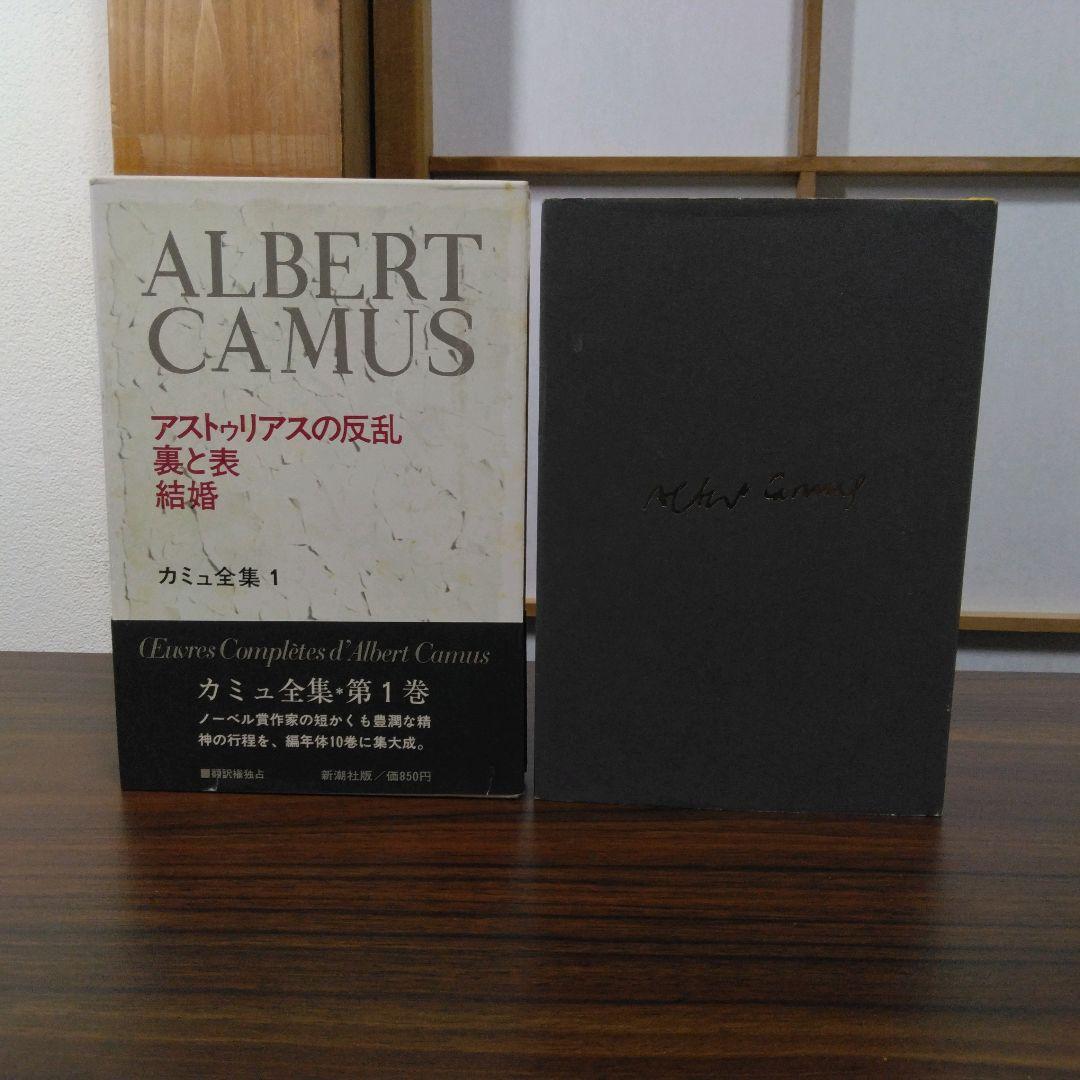 ALBERT
CAMUS
アストゥリアスの反乱
裏と表
結婚
カミュ全集 1
Œuvres Complètes d'Albert Camus
カミュ全集*第1巻
ノーベル賞作家の短かくも豊潤な精
神の行程を、編年体10巻に集大成。
■翻訳権独占 新潮社版/価850円
Albert Camus